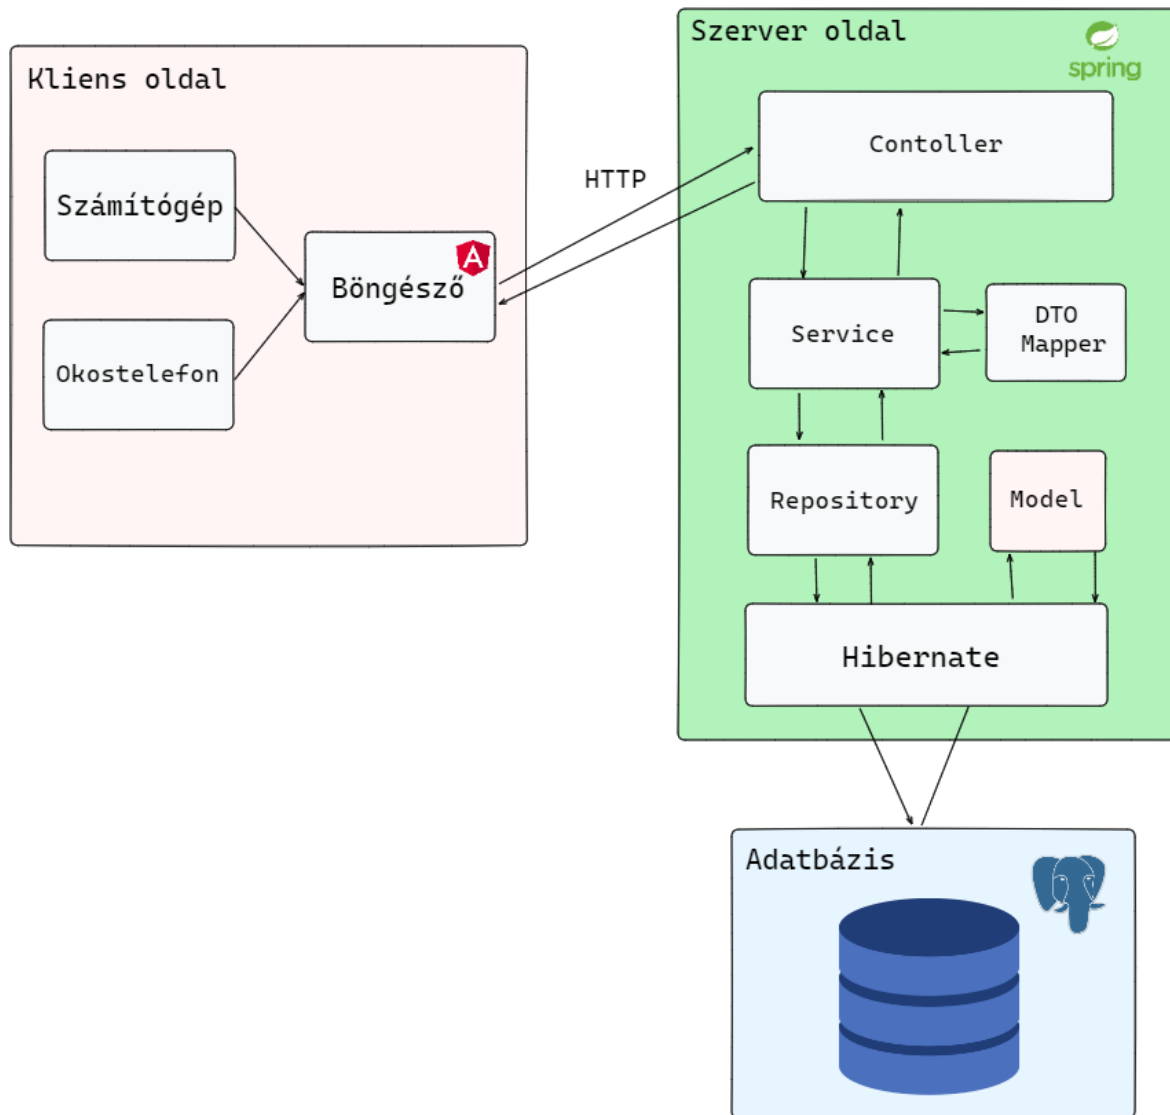 Kliens oldal
Számítógép
Okostelefon
Böngésző
HTTP
Szerver oldal
spring
Contoller
Service
DTO
Mapper
Repository
Model
Hibernate
Adatbázis